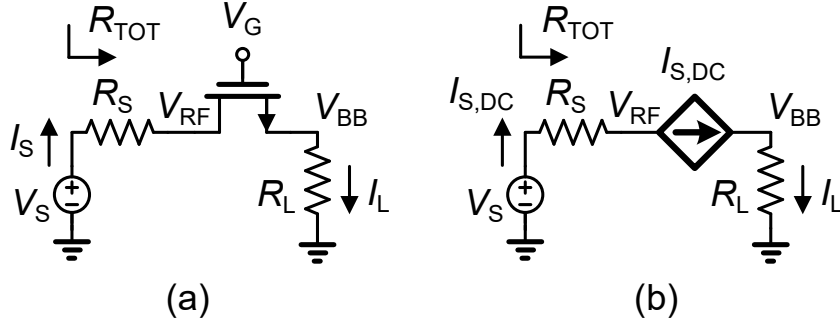 R_TOT
V_G
R_S
V_RF
V_BB
I_S
V_S
+
−
R_L
I_L
(a)
R_TOT
I_S,DC
I_S,DC
R_S
V_RF
V_BB
V_S
+
−
R_L
I_L
(b)